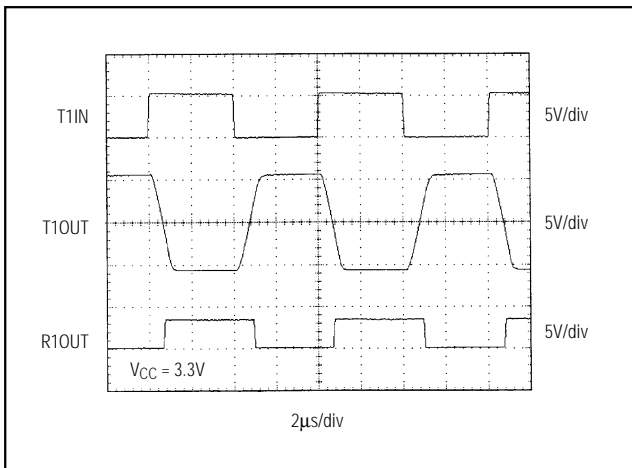 T1IN
5V/div
T1OUT
5V/div
R1OUT
5V/div
VCC = 3.3V
2μs/div